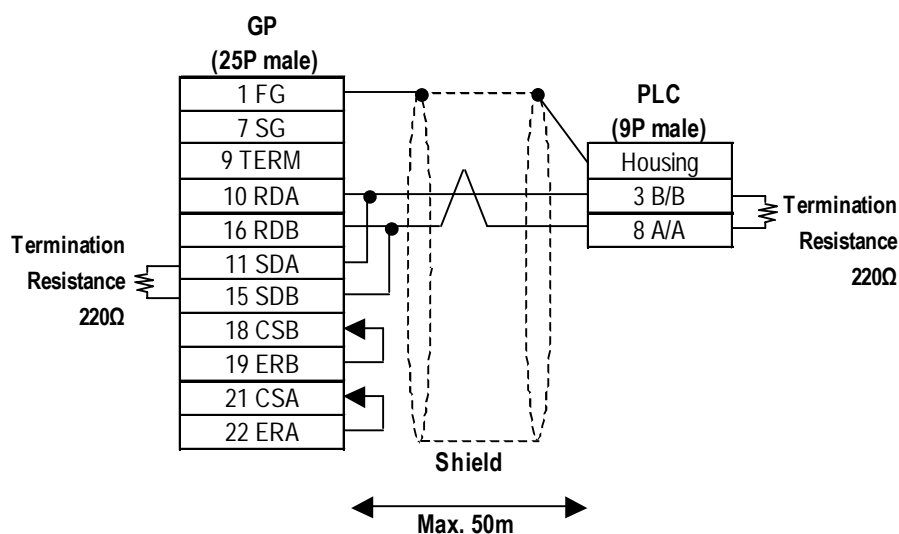 GP
(25P male)
1 FG
7 SG
9 TERM
10 RDA
16 RDB
11 SDA
15 SDB
18 CSB
19 ERB
21 CSA
22 ERA
Termination
Resistance
220Ω
PLC
(9P male)
Housing
3 B/B
8 A/A
Termination
Resistance
220Ω
Shield
Max. 50m